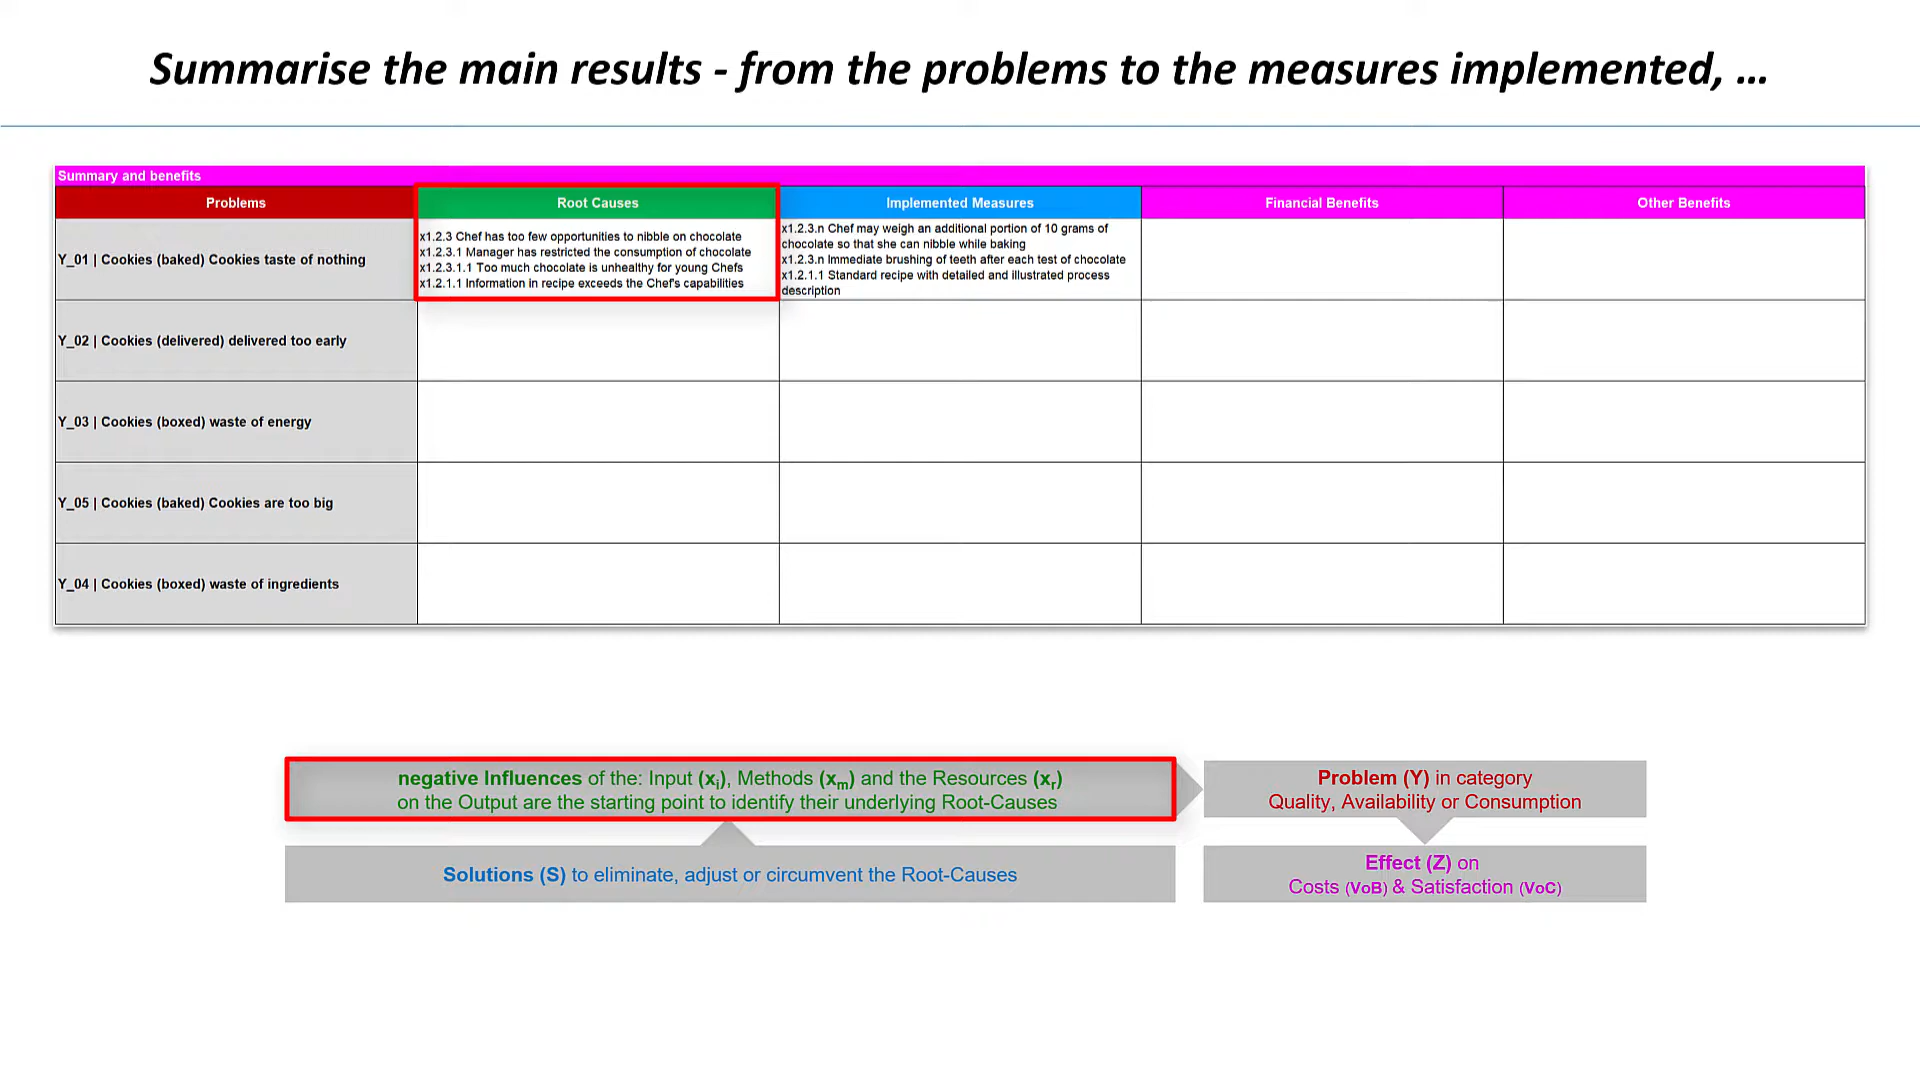 Summarise the main results - from the problems to the measures implemented, ...
Summary and benefits
Problems
Root Causes
Implemented Measures
Financial Benefits
Other Benefits
Y_01 | Cookies (baked) Cookies taste of nothing
x1.2.3 Chef has too few opportunities to nibble on chocolate
x1.2.3.1 Manager has restricted the consumption of chocolate
x1.2.3.1.1 Too much chocolate is unhealthy for young Chefs
x1.2.1.1 Information in recipe exceeds the Chef's capabilities
x1.2.3.n Chef may weigh an additional portion of 10 grams of
chocolate so that she can nibble while baking
x1.2.3.n Immediate brushing of teeth after each test of chocolate
x1.2.1.1 Standard recipe with detailed and illustrated process
description
Y_02 | Cookies (delivered) delivered too early
Y_03 | Cookies (boxed) waste of energy
Y_05 | Cookies (baked) Cookies are too big
Y_04 | Cookies (boxed) waste of ingredients
negative Influences of the: Input (xi), Methods (xm) and the Resources (xr)
on the Output are the starting point to identify their underlying Root-Causes
Problem (Y) in category
Quality, Availability or Consumption
Solutions (S) to eliminate, adjust or circumvent the Root-Causes
Effect (Z) on
Costs (VoB) & Satisfaction (VoC)